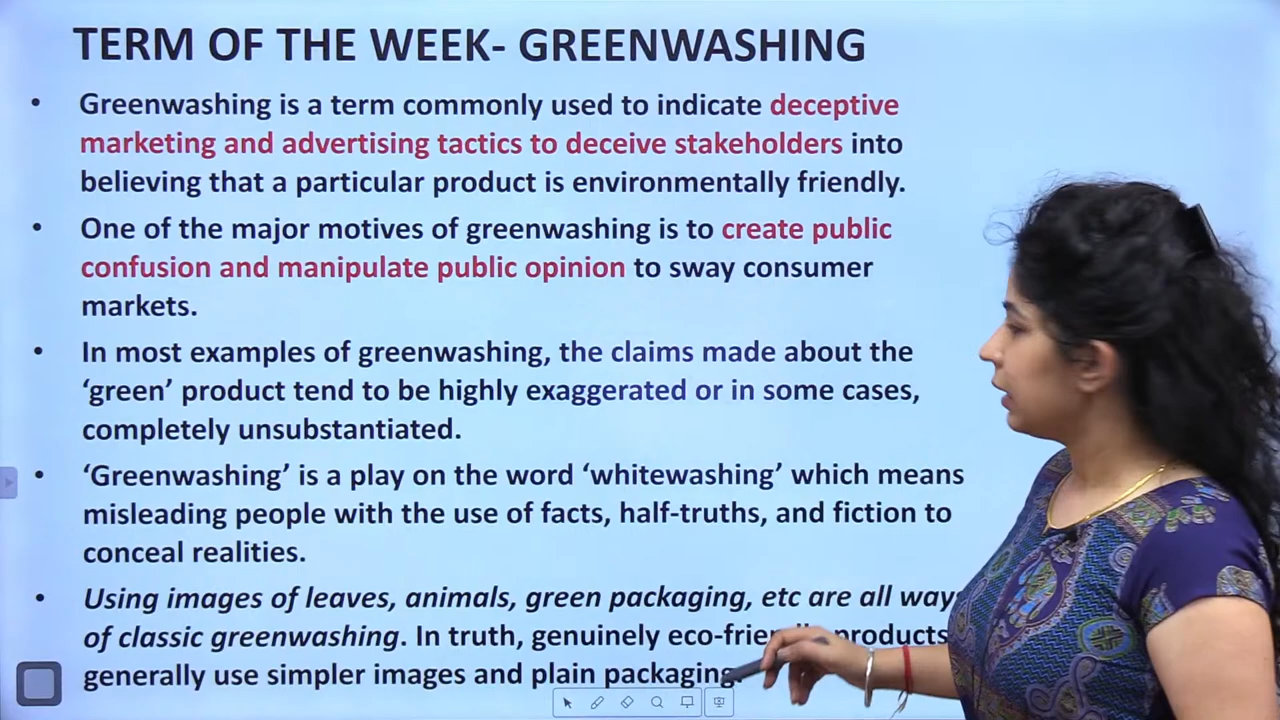 TERM OF THE WEEK- GREENWASHING
• Greenwashing is a term commonly used to indicate deceptive
marketing and advertising tactics to deceive stakeholders into
believing that a particular product is environmentally friendly.
• One of the major motives of greenwashing is to create public
confusion and manipulate public opinion to sway consumer
markets.
• In most examples of greenwashing, the claims made about the
‘green’ product tend to be highly exaggerated or in some cases,
completely unsubstantiated.
• ‘Greenwashing’ is a play on the word ‘whitewashing’ which means
misleading people with the use of facts, half-truths, and fiction to
conceal realities.
• Using images of leaves, animals, green packaging, etc are all ways
of classic greenwashing. In truth, genuinely eco-friendly products
generally use simpler images and plain packaging.